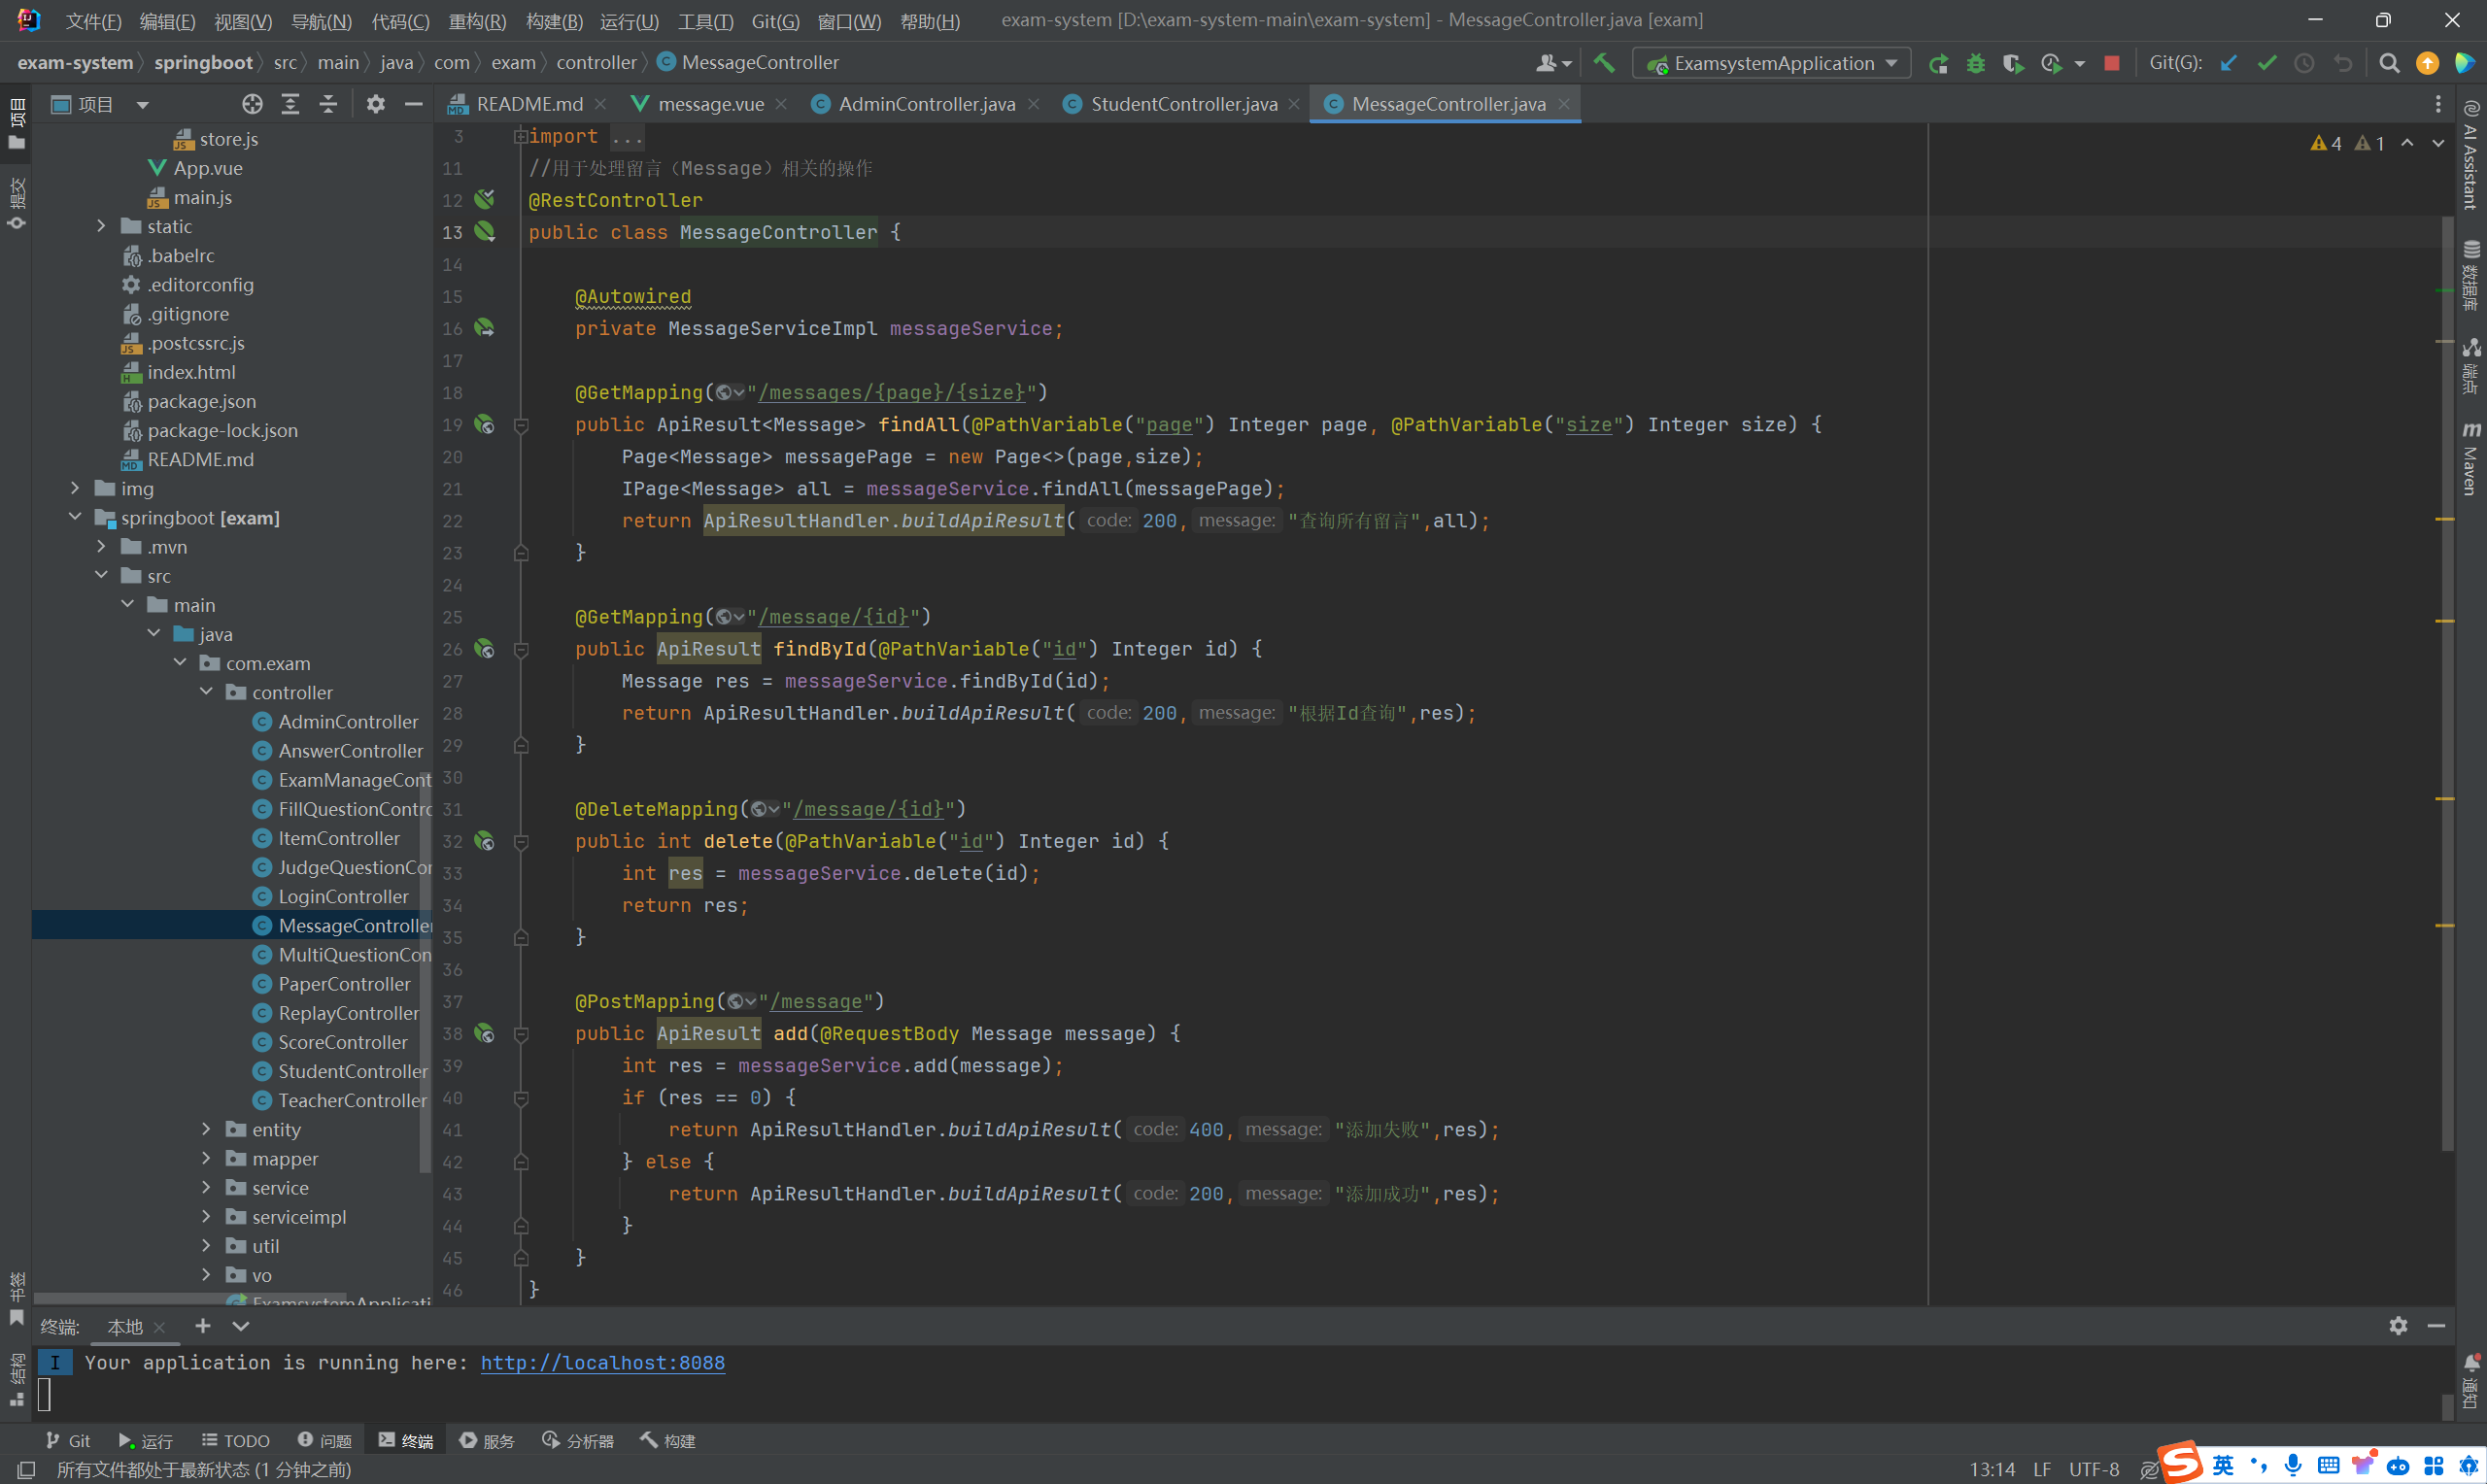 文件(F) 编辑(E) 视图(V) 导航(N) 代码(C) 重构(R) 构建(B) 运行(U) 工具(T) Git(G) 窗口(W) 帮助(H) exam-system [D:\exam-system-main\exam-system] - MessageController.java [exam]
exam-system springboot src main java com exam controller MessageController ExamsystemApplication Git(G):
项目 README.md message.vue AdminController.java StudentController.java MessageController.java
项目
提交
书签
结构
store.js
App.vue
main.js
static
.babelrc
.editorconfig
.gitignore
.postcssrc.js
index.html
package.json
package-lock.json
README.md
img
springboot [exam]
.mvn
src
main
java
com.exam
controller
AdminController
AnswerController
ExamManageCont
FillQuestionContro
ItemController
JudgeQuestionCor
LoginController
MessageController
MultiQuestionCon
PaperController
ReplayController
ScoreController
StudentController
TeacherController
entity
mapper
service
serviceimpl
util
vo
ExamsystemApplicati
4 1
3 import ...
11 //用于处理留言（Message）相关的操作
12 @RestController
13 public class MessageController {
14
15 @Autowired
16 private MessageServiceImpl messageService;
17
18 @GetMapping("/messages/{page}/{size}")
19 public ApiResult<Message> findAll(@PathVariable("page") Integer page, @PathVariable("size") Integer size) {
20 Page<Message> messagePage = new Page<>(page,size);
21 IPage<Message> all = messageService.findAll(messagePage);
22 return ApiResultHandler.buildApiResult( code: 200, message: "查询所有留言",all);
23 }
24
25 @GetMapping("/message/{id}")
26 public ApiResult findById(@PathVariable("id") Integer id) {
27 Message res = messageService.findById(id);
28 return ApiResultHandler.buildApiResult( code: 200, message: "根据Id查询",res);
29 }
30
31 @DeleteMapping("/message/{id}")
32 public int delete(@PathVariable("id") Integer id) {
33 int res = messageService.delete(id);
34 return res;
35 }
36
37 @PostMapping("/message")
38 public ApiResult add(@RequestBody Message message) {
39 int res = messageService.add(message);
40 if (res == 0) {
41 return ApiResultHandler.buildApiResult( code: 400, message: "添加失败",res);
42 } else {
43 return ApiResultHandler.buildApiResult( code: 200, message: "添加成功",res);
44 }
45 }
46 }
AI Assistant
数据库
端点
m Maven
通知
终端: 本地
I Your application is running here: http://localhost:8088
Git 运行 TODO 问题 终端 服务 分析器 构建
所有文件都处于最新状态 (1 分钟之前) 13:14 LF UTF-8 英